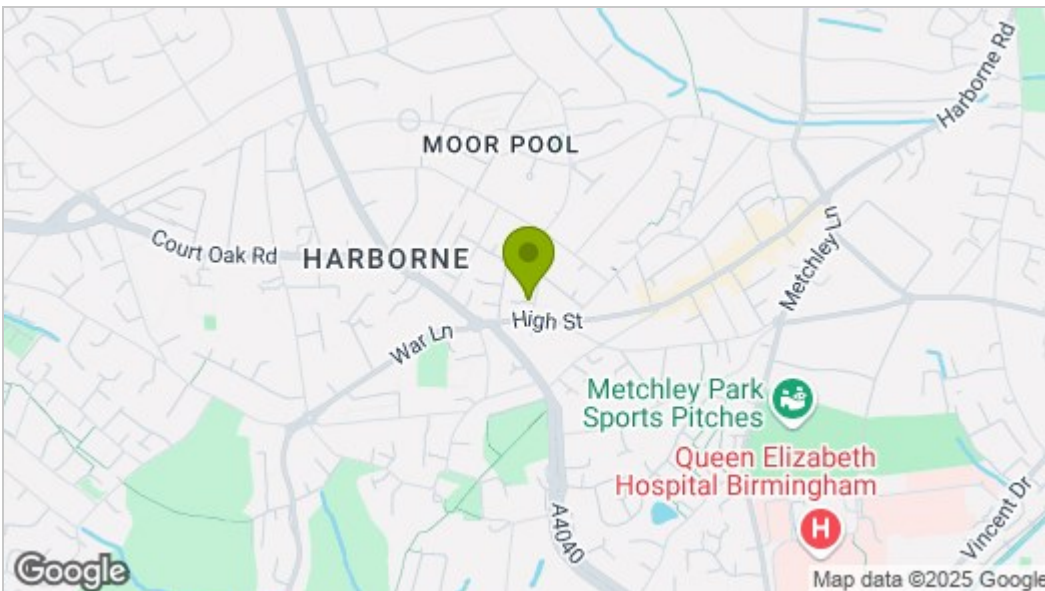 Harborne Rd
MOOR POOL
Court Oak Rd
HARBORNE
Metchley Ln
High St
War Ln
Metchley Park
Sports Pitches
Queen Elizabeth
Hospital Birmingham
H
A4040
Vincent Dr
Google
Map data ©2025 Google